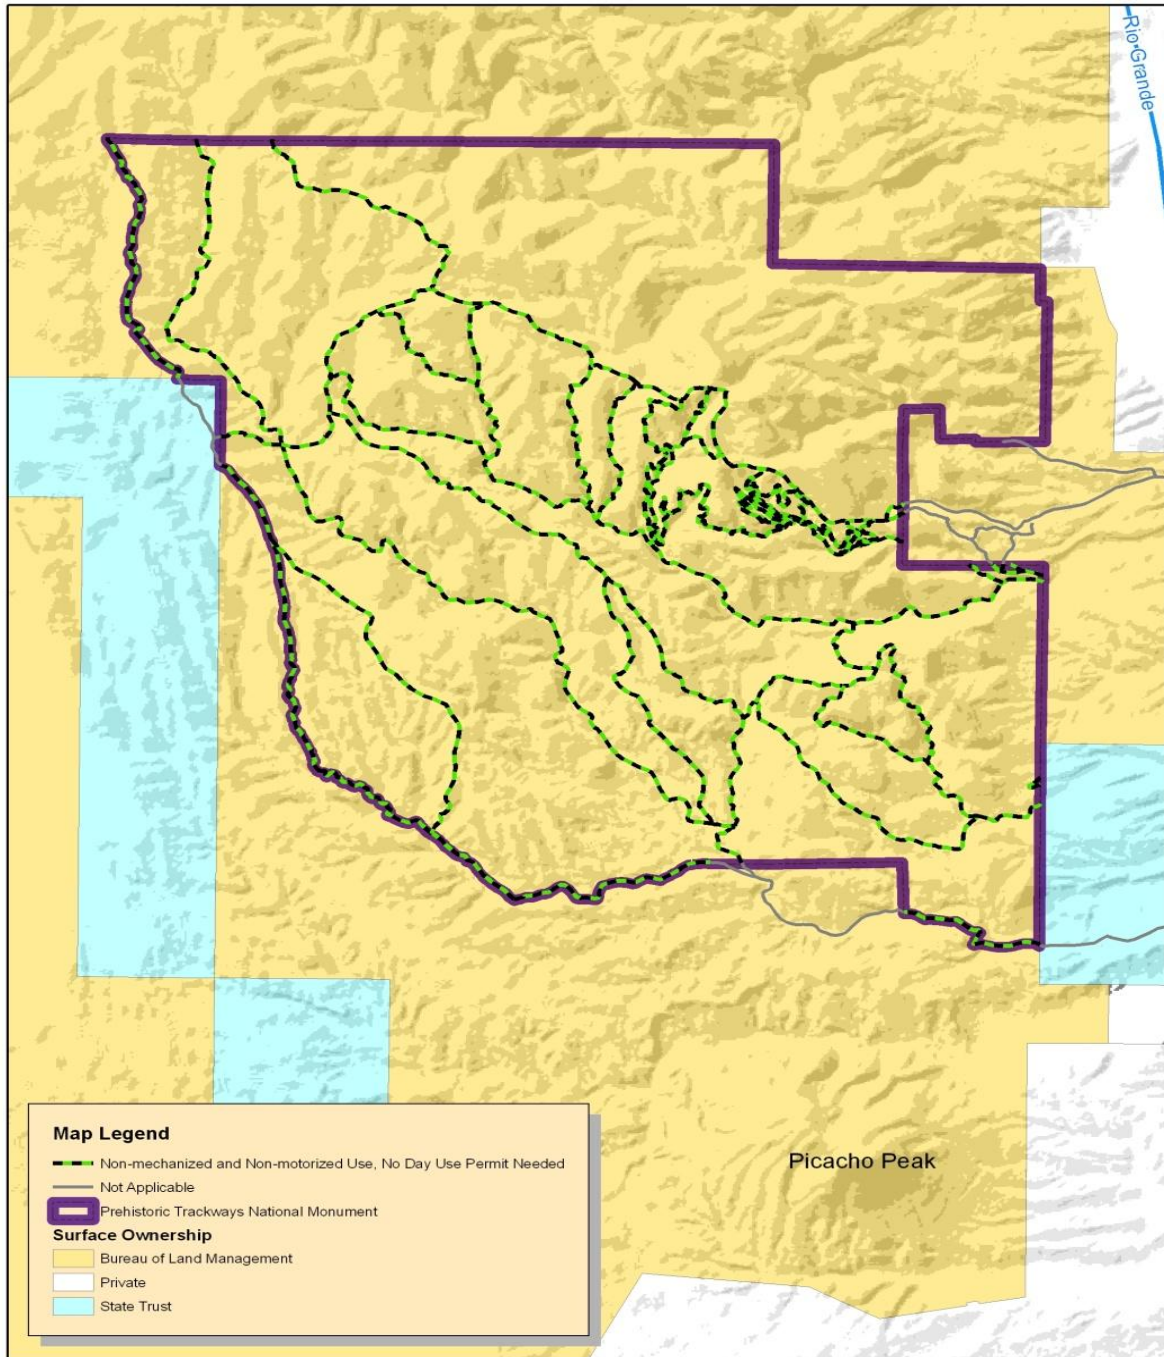 Rio Grande
Picacho Peak
Map Legend
Non-mechanized and Non-motorized Use, No Day Use Permit Needed
Not Applicable
Prehistoric Trackways National Monument
Surface Ownership
Bureau of Land Management
Private
State Trust